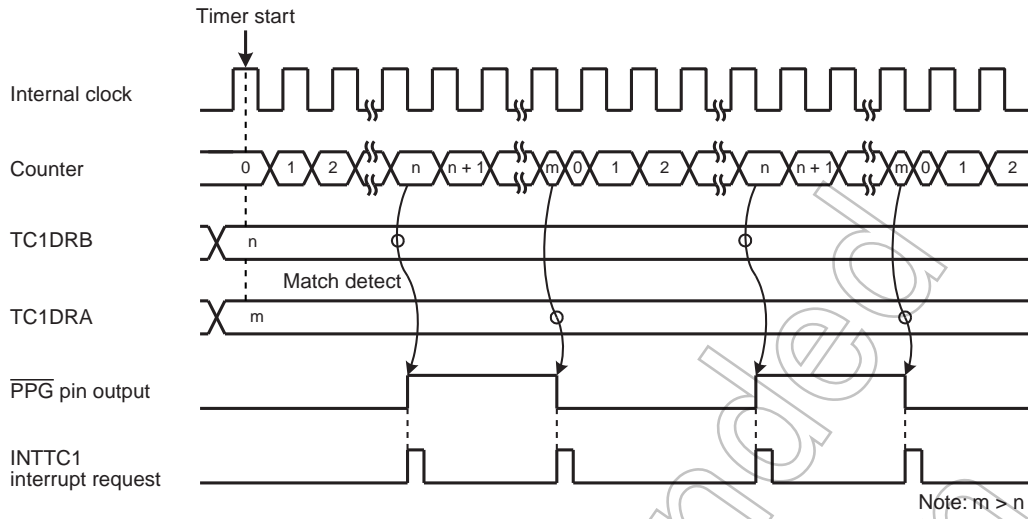 Timer start
Internal clock
Counter
0 1 2 n n + 1 m 0 1 2 n n + 1 m 0 1 2
TC1DRB
n
Match detect
TC1DRA
m
PPG pin output
INTTC1
interrupt request
Note: m > n